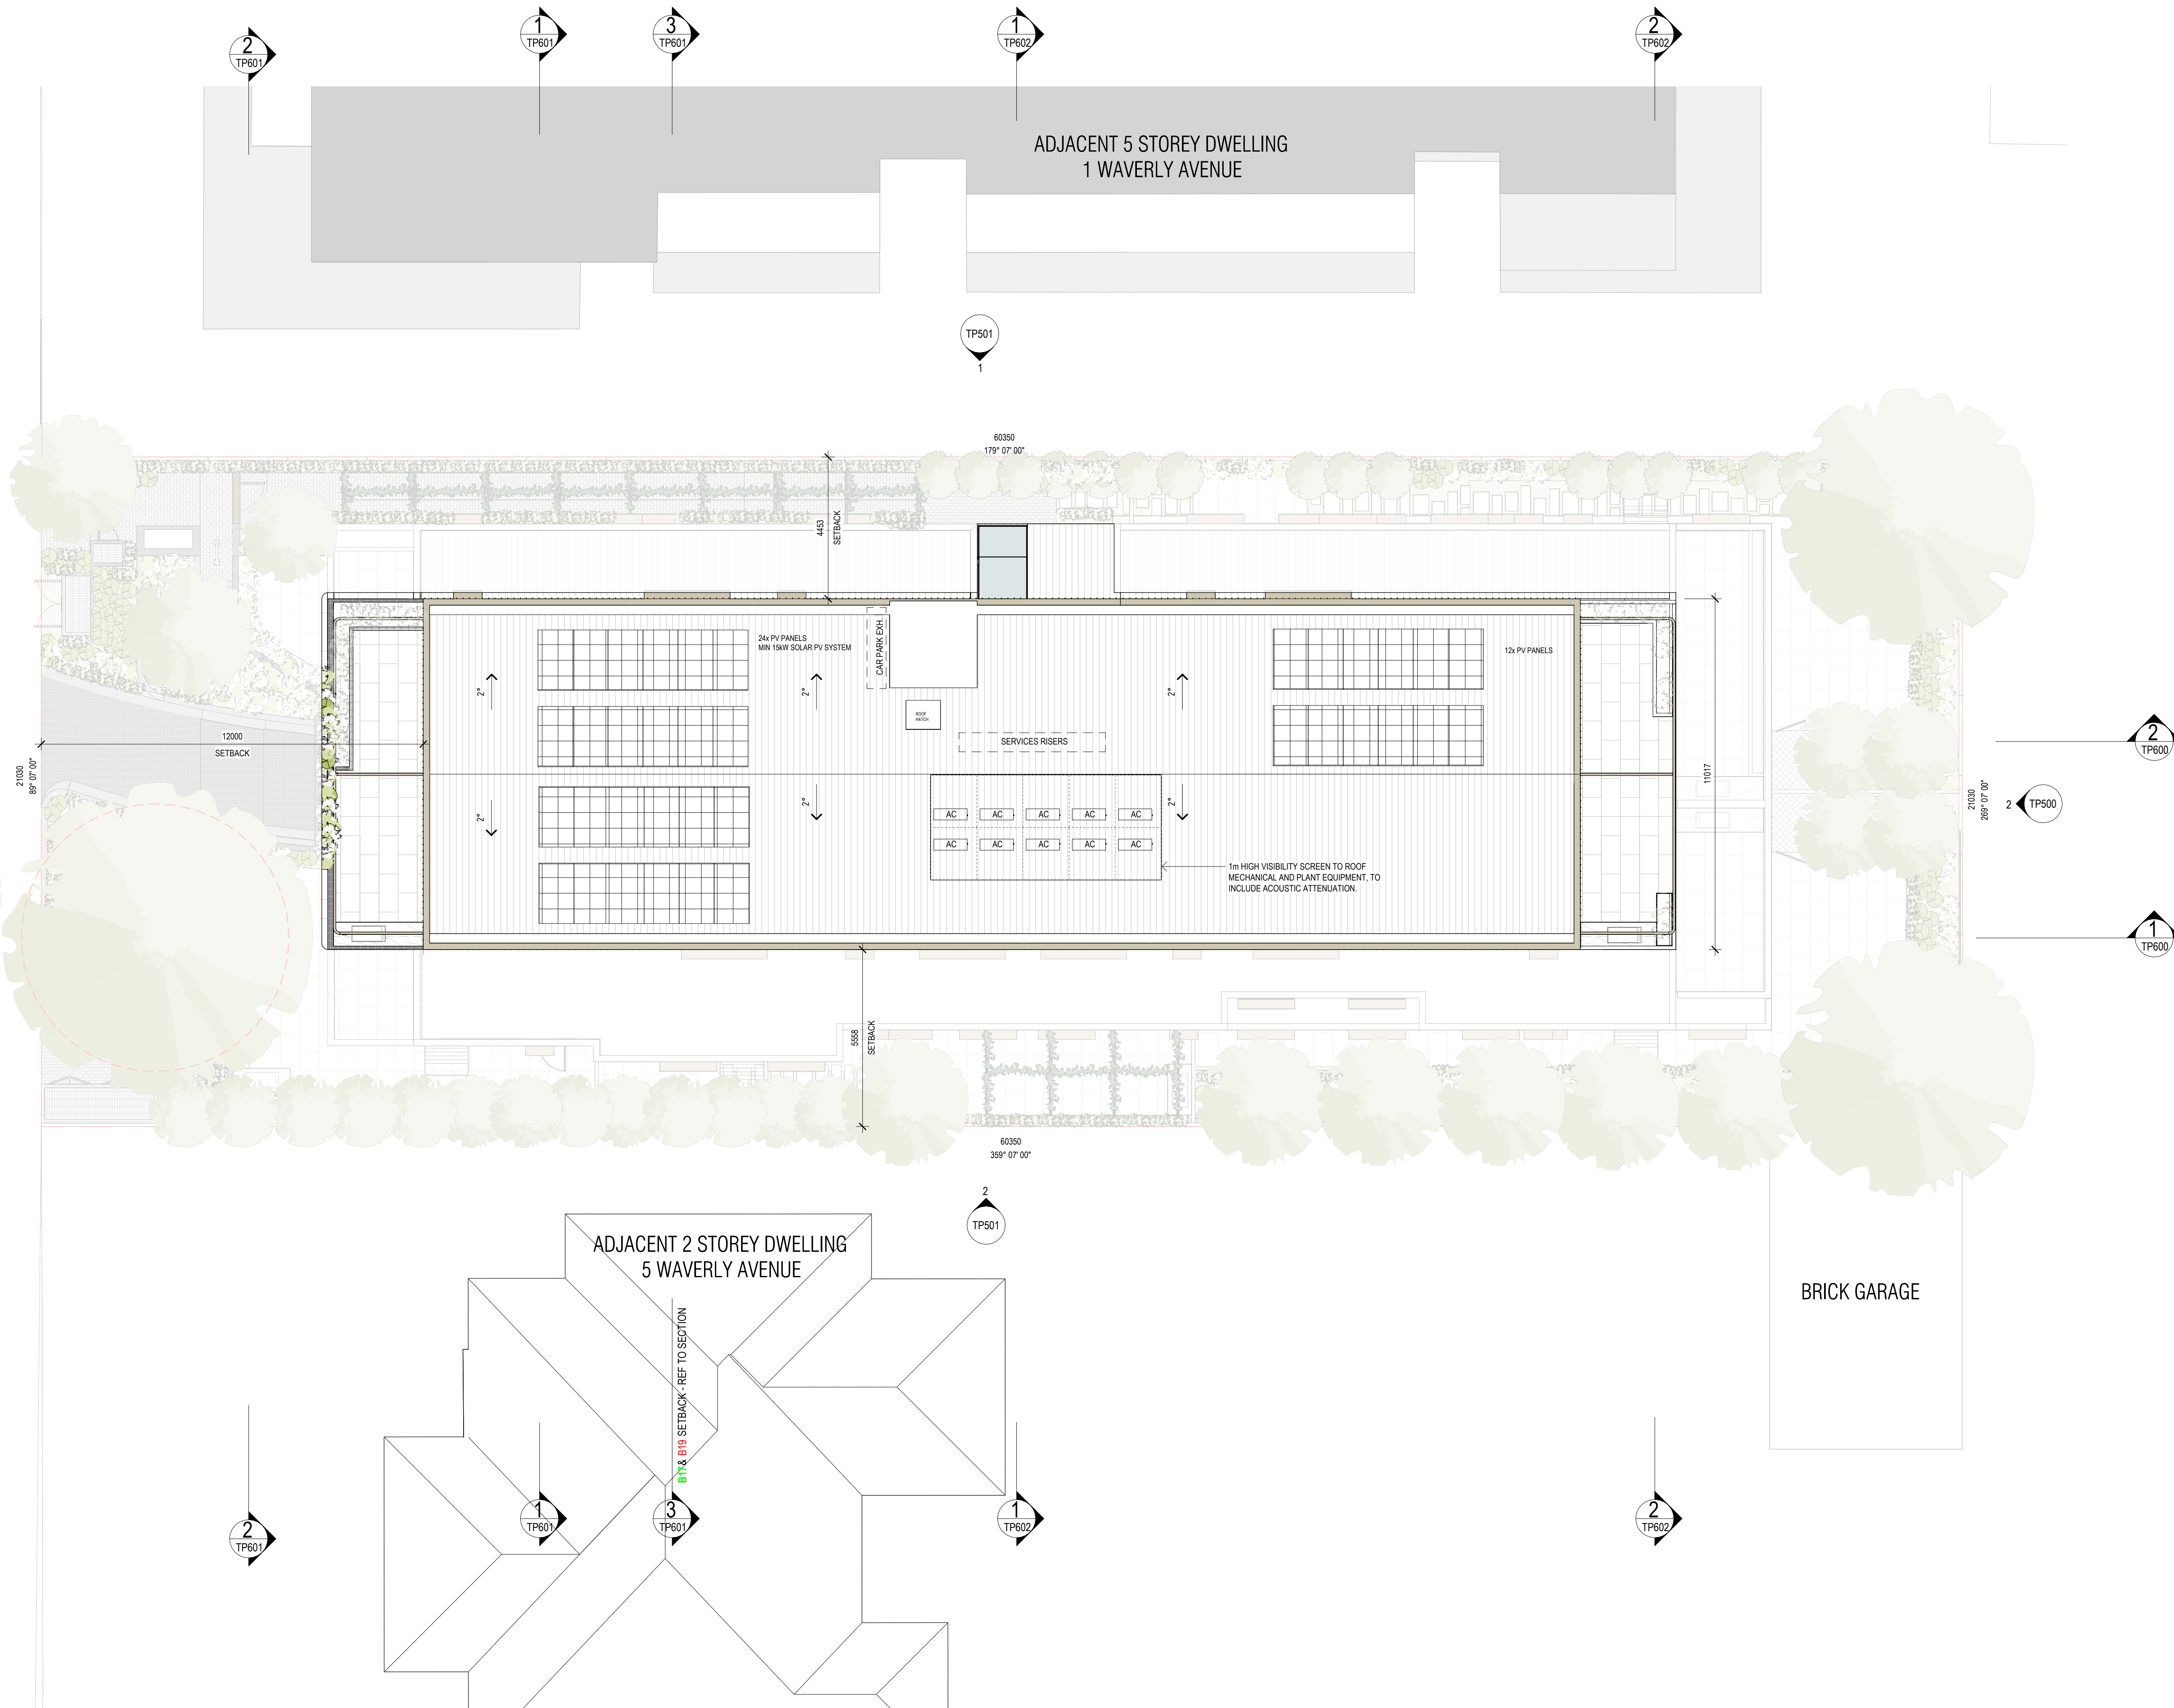 2
TP601
1
TP601
3
TP601
1
TP602
2
TP602
ADJACENT 5 STOREY DWELLING
1 WAVERLY AVENUE
TP501
1
60350
179° 07' 00"
4453
SETBACK
24x PV PANELS
MIN 15kW SOLAR PV SYSTEM
CAR PARK EXH.
12x PV PANELS
2°
2°
2°
ROOF
HATCH
SERVICES RISERS
12000
SETBACK
21030
89° 07' 00"
2°
2°
2°
AC
AC
AC
AC
AC
AC
AC
AC
AC
AC
1m HIGH VISIBILITY SCREEN TO ROOF
MECHANICAL AND PLANT EQUIPMENT, TO
INCLUDE ACOUSTIC ATTENUATION.
11017
21030
269° 07' 00"
2
TP600
2
TP500
1
TP600
5568
SETBACK
60350
359° 07' 00"
2
TP501
ADJACENT 2 STOREY DWELLING
5 WAVERLY AVENUE
BRICK GARAGE
B17 & B19 SETBACK - REF TO SECTION
2
TP601
1
TP601
3
TP601
1
TP602
2
TP602